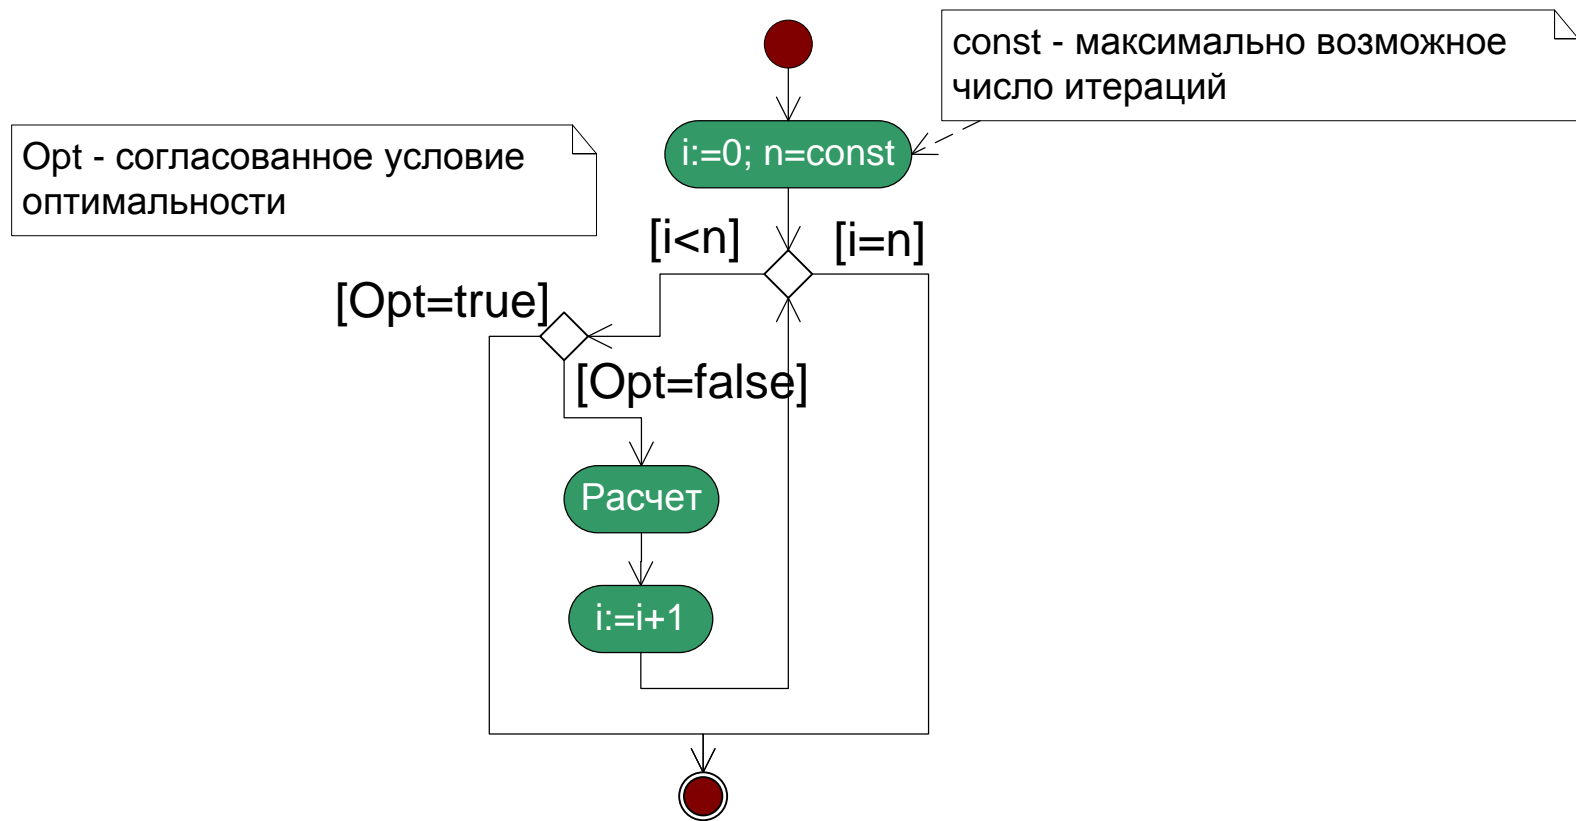 const - максимально возможное
число итераций
Opt - согласованное условие
оптимальности
i:=0; n=const
[i<n]
[i=n]
[Opt=true]
[Opt=false]
Расчет
i:=i+1